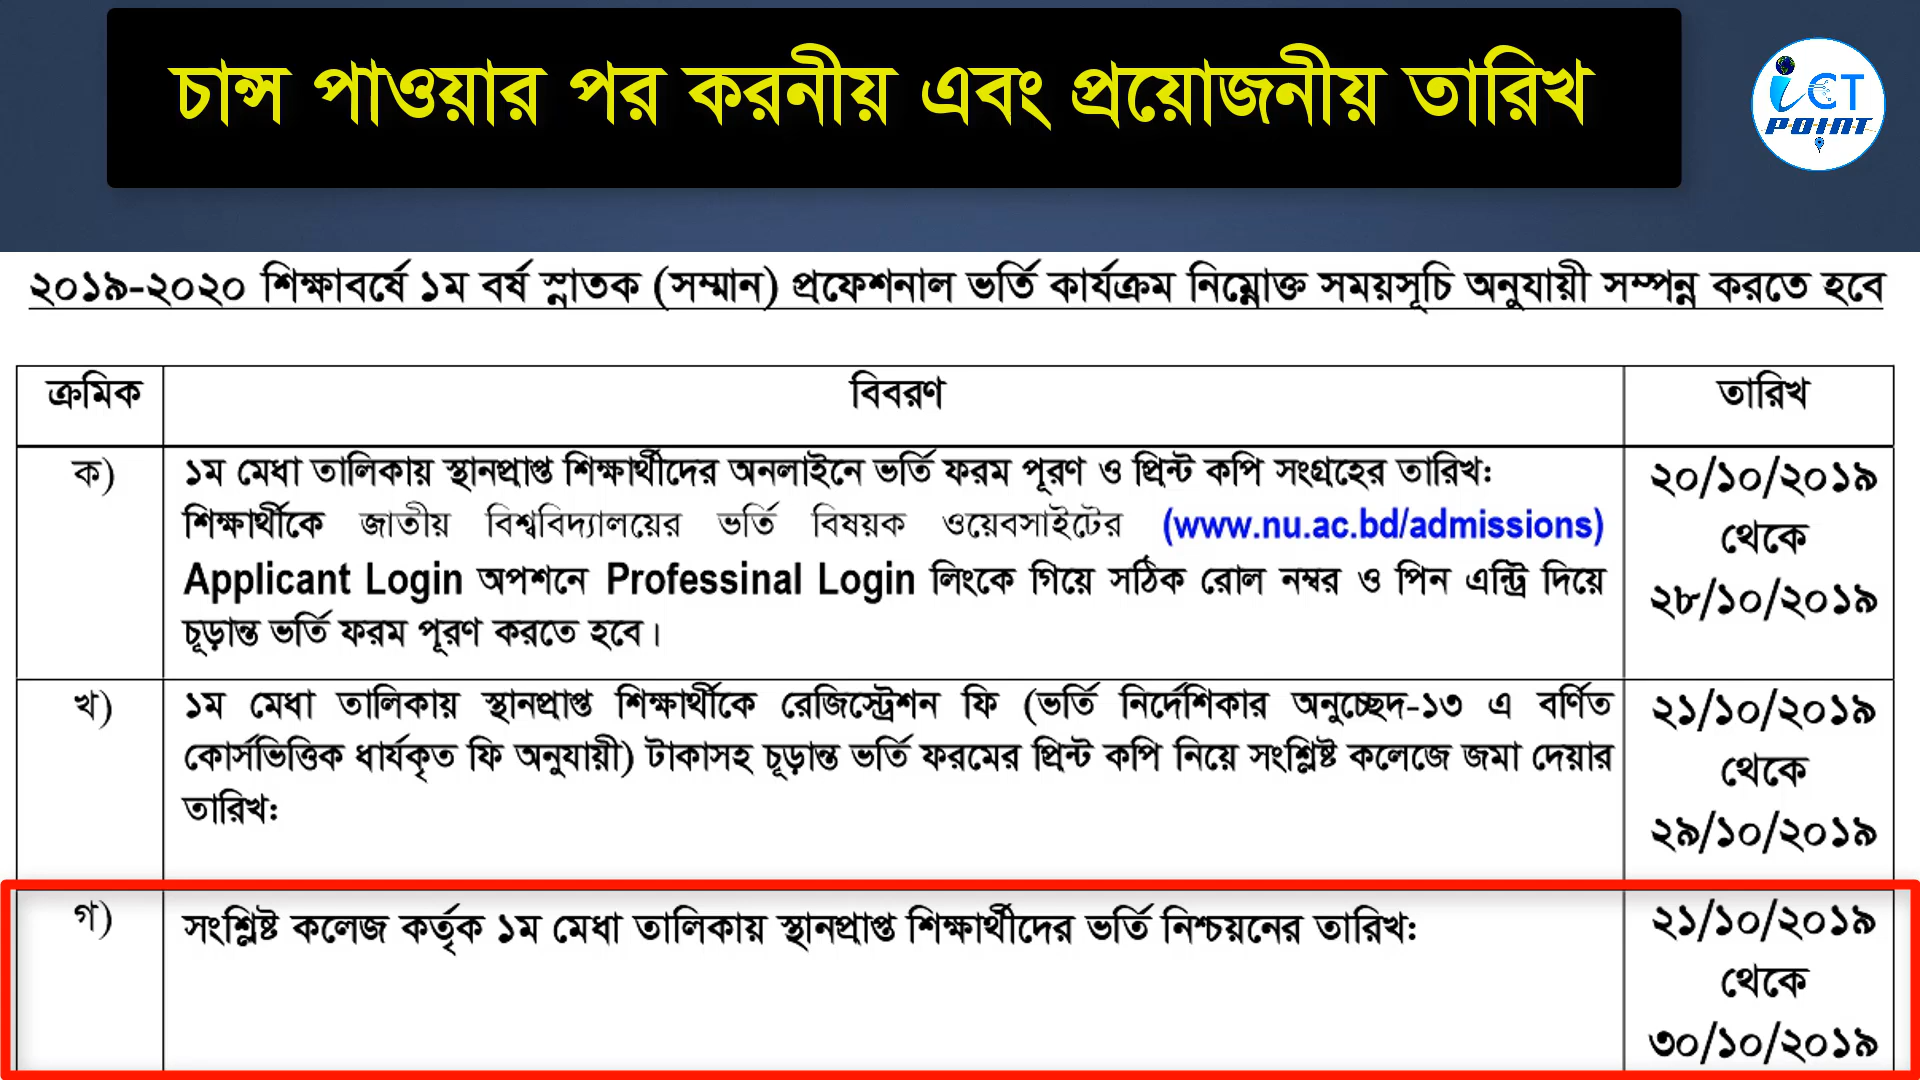 চান্স পাওয়ার পর করনীয় এবং প্রয়োজনীয় তারিখ
iCT
POINT
২০১৯-২০২০ শিক্ষাবর্ষে ১ম বর্ষ স্নাতক (সম্মান) প্রফেশনাল ভর্তি কার্যক্রম নিম্নোক্ত সময়সূচি অনুযায়ী সম্পন্ন করতে হবে
ক্রমিক বিবরণ তারিখ
ক) ১ম মেধা তালিকায় স্থানপ্রাপ্ত শিক্ষার্থীদের অনলাইনে ভর্তি ফরম পূরণ ও প্রিন্ট কপি সংগ্রহের তারিখঃ
শিক্ষার্থীকে জাতীয় বিশ্ববিদ্যালয়ের ভর্তি বিষয়ক ওয়েবসাইটের (www.nu.ac.bd/admissions)
Applicant Login অপশনে Professinal Login লিংকে গিয়ে সঠিক রোল নম্বর ও পিন এন্ট্রি দিয়ে
চূড়ান্ত ভর্তি ফরম পূরণ করতে হবে।
২০/১০/২০১৯
থেকে
২৮/১০/২০১৯
খ) ১ম মেধা তালিকায় স্থানপ্রাপ্ত শিক্ষার্থীকে রেজিস্ট্রেশন ফি (ভর্তি নির্দেশিকার অনুচ্ছেদ-১৩ এ বর্ণিত
কোর্সভিত্তিক ধার্যকৃত ফি অনুযায়ী) টাকাসহ চূড়ান্ত ভর্তি ফরমের প্রিন্ট কপি নিয়ে সংশ্লিষ্ট কলেজে জমা দেয়ার
তারিখঃ
২১/১০/২০১৯
থেকে
২৯/১০/২০১৯
গ) সংশ্লিষ্ট কলেজ কর্তৃক ১ম মেধা তালিকায় স্থানপ্রাপ্ত শিক্ষার্থীদের ভর্তি নিশ্চয়নের তারিখঃ
২১/১০/২০১৯
থেকে
৩০/১০/২০১৯